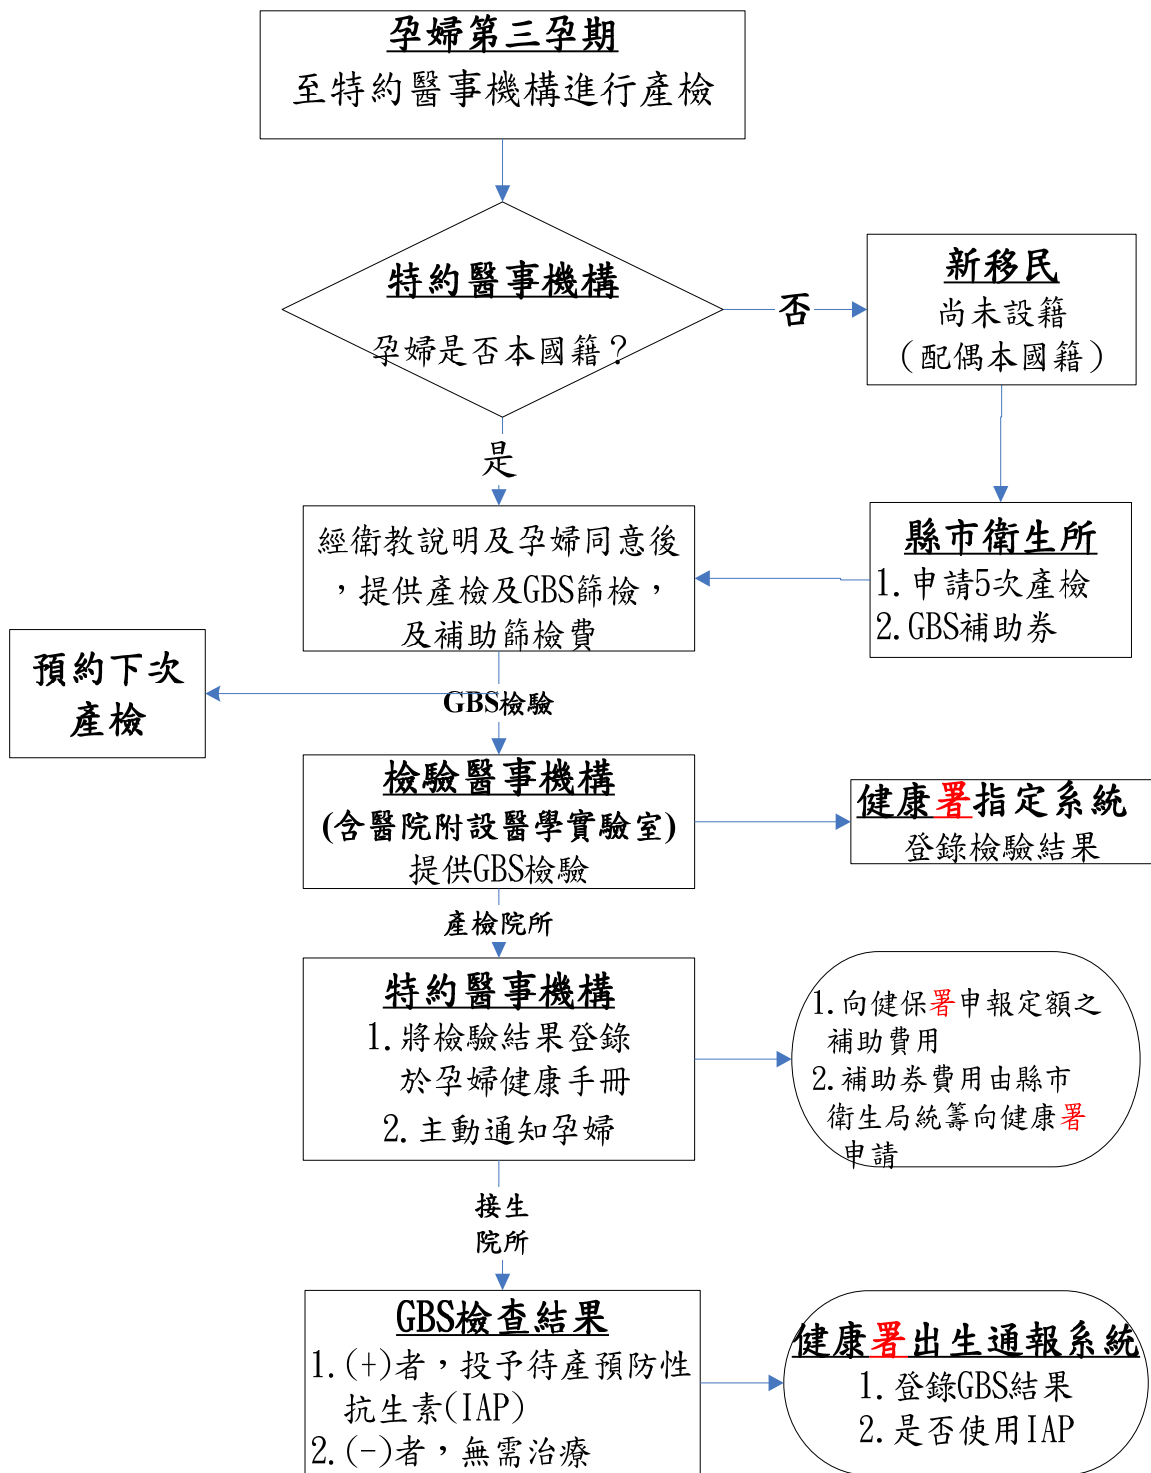 孕婦第三孕期
至特約醫事機構進行產檢
特約醫事機構
孕婦是否本國籍？
否
新移民
尚未設籍
（配偶本國籍）
是
經衛教說明及孕婦同意後
，提供產檢及GBS篩檢，
及補助篩檢費
縣市衛生所
1.申請5次產檢
2.GBS補助券
預約下次
產檢
GBS檢驗
檢驗醫事機構
(含醫院附設醫學實驗室)
提供GBS檢驗
健康署指定系統
登錄檢驗結果
產檢院所
特約醫事機構
1.將檢驗結果登錄
於孕婦健康手冊
2.主動通知孕婦
1.向健保署申報定額之
補助費用
2.補助券費用由縣市
衛生局統籌向健康署
申請
接生
院所
GBS檢查結果
1.(+)者，投予待產預防性
抗生素(IAP)
2.(-)者，無需治療
健康署出生通報系統
1.登錄GBS結果
2.是否使用IAP